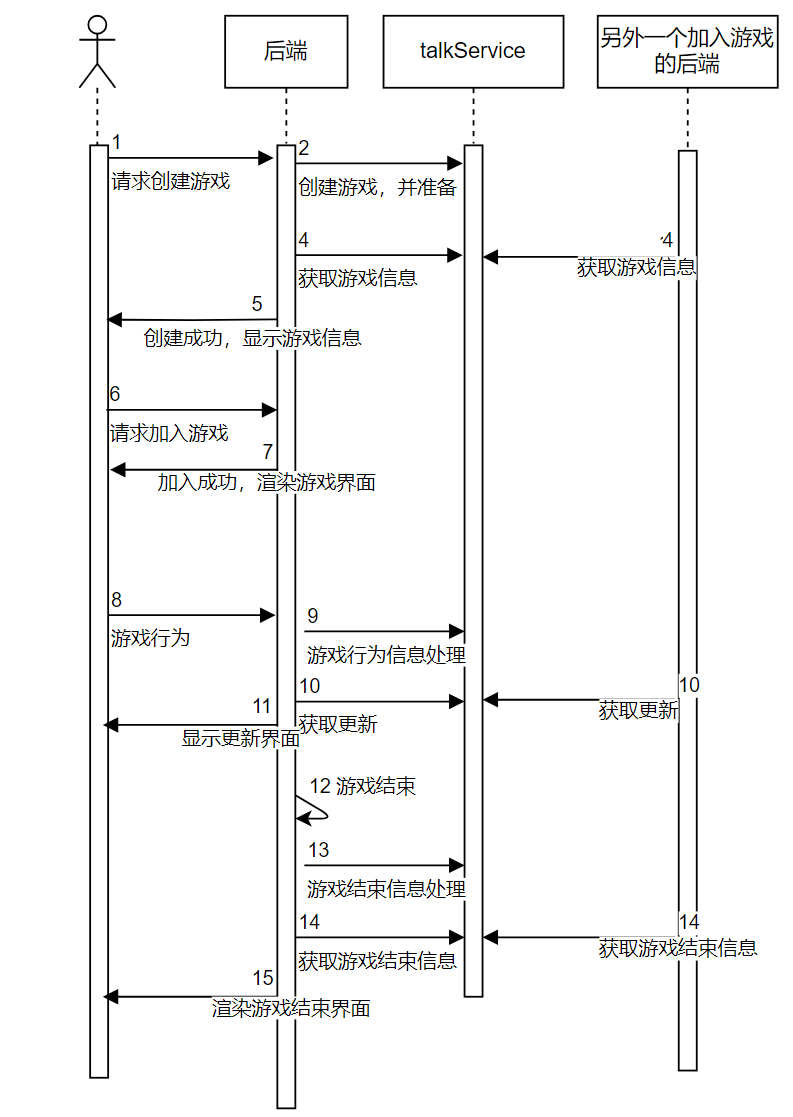 后端
talkService
另外一个加入游戏
的后端
1
请求创建游戏
2
创建游戏，并准备
4
获取游戏信息
4
获取游戏信息
5
创建成功，显示游戏信息
6
请求加入游戏
7
加入成功，渲染游戏界面
8
游戏行为
9
游戏行为信息处理
10
获取更新
10
获取更新
11
显示更新界面
12 游戏结束
13
游戏结束信息处理
14
获取游戏结束信息
14
获取游戏结束信息
15
渲染游戏结束界面